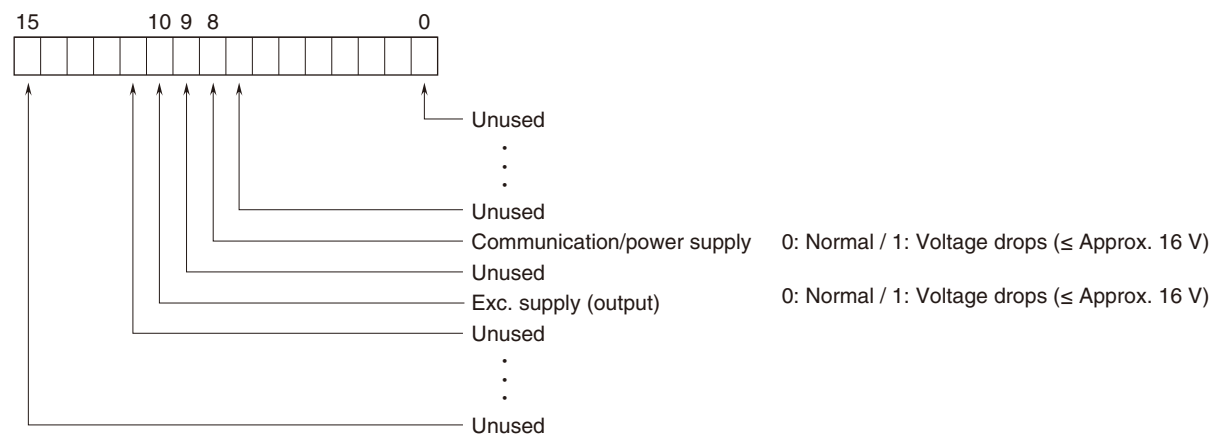 15 10 9 8 0
Unused
Unused
Communication/power supply 0: Normal / 1: Voltage drops (≤ Approx. 16 V)
Unused
Exc. supply (output) 0: Normal / 1: Voltage drops (≤ Approx. 16 V)
Unused
Unused